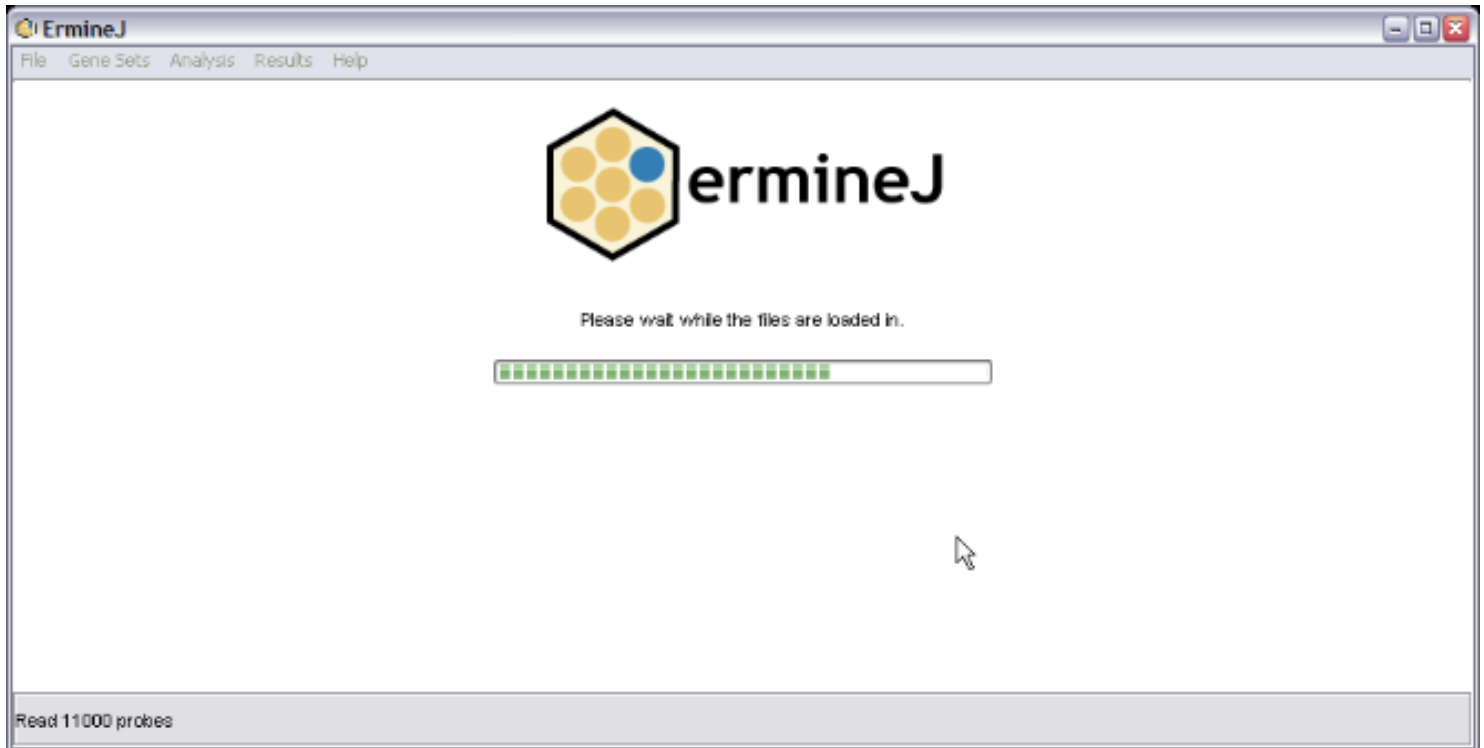 ErmineJ
File Gene Sets Analysis Results Help
ermineJ
Please wait while the files are loaded in.
Read 11000 probes